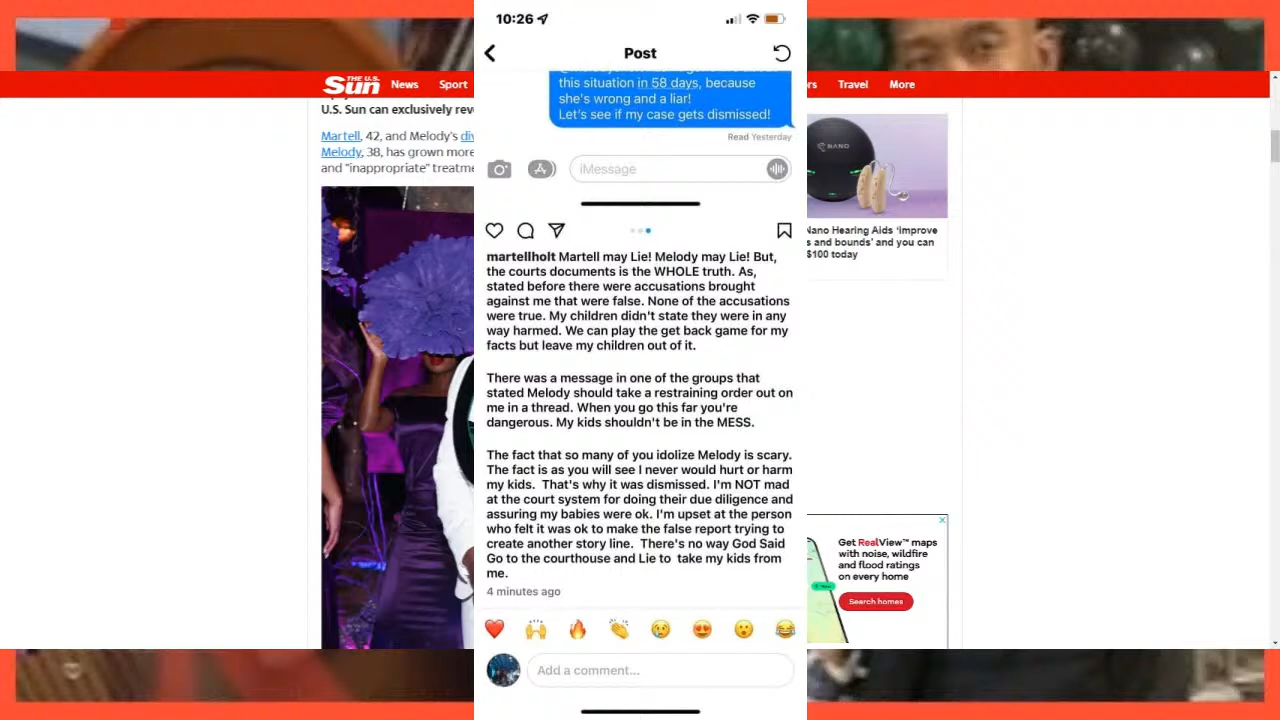 10:26
Post
this situation in 58 days, because
she's wrong and a liar!
Let's see if my case gets dismissed!
Read Yesterday
iMessage
martellholt Martell may Lie! Melody may Lie! But,
the courts documents is the WHOLE truth. As,
stated before there were accusations brought
against me that were false. None of the accusations
were true. My children didn't state they were in any
way harmed. We can play the get back game for my
facts but leave my children out of it.
There was a message in one of the groups that
stated Melody should take a restraining order out on
me in a thread. When you go this far you're
dangerous. My kids shouldn't be in the MESS.
The fact that so many of you idolize Melody is scary.
The fact is as you will see I never would hurt or harm
my kids. That's why it was dismissed. I'm NOT mad
at the court system for doing their due diligence and
assuring my babies were ok. I'm upset at the person
who felt it was ok to make the false report trying to
create another story line. There's no way God Said
Go to the courthouse and Lie to take my kids from
me.
4 minutes ago
Add a comment...
THE U.S.
Sun
News Sport
rs Travel More
U.S. Sun can exclusively reve
Martell, 42, and Melody's div
Melody, 38, has grown more
and "inappropriate" treatme
NANO
Nano Hearing Aids ‘improve
s and bounds’ and you can
$100 today
Get RealView™ maps
with noise, wildfire
and flood ratings
on every home
Search homes